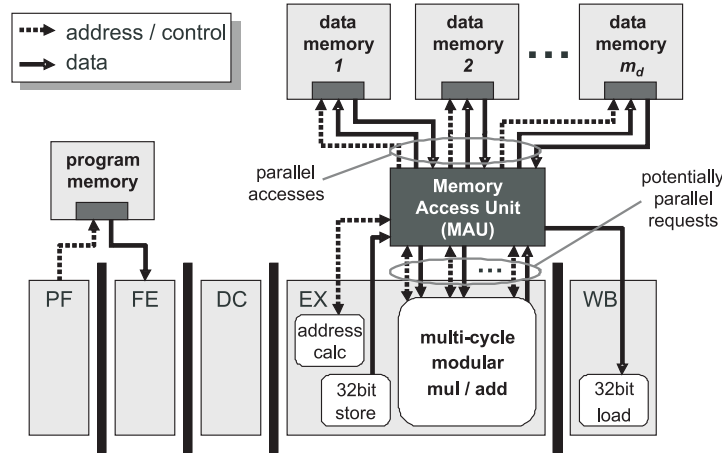 address / control
data
data
memory
1
data
memory
2
data
memory
m_d
program
memory
parallel
accesses
Memory
Access Unit
(MAU)
potentially
parallel
requests
PF
FE
DC
EX
WB
address
calc
32bit
store
multi-cycle
modular
mul / add
32bit
load